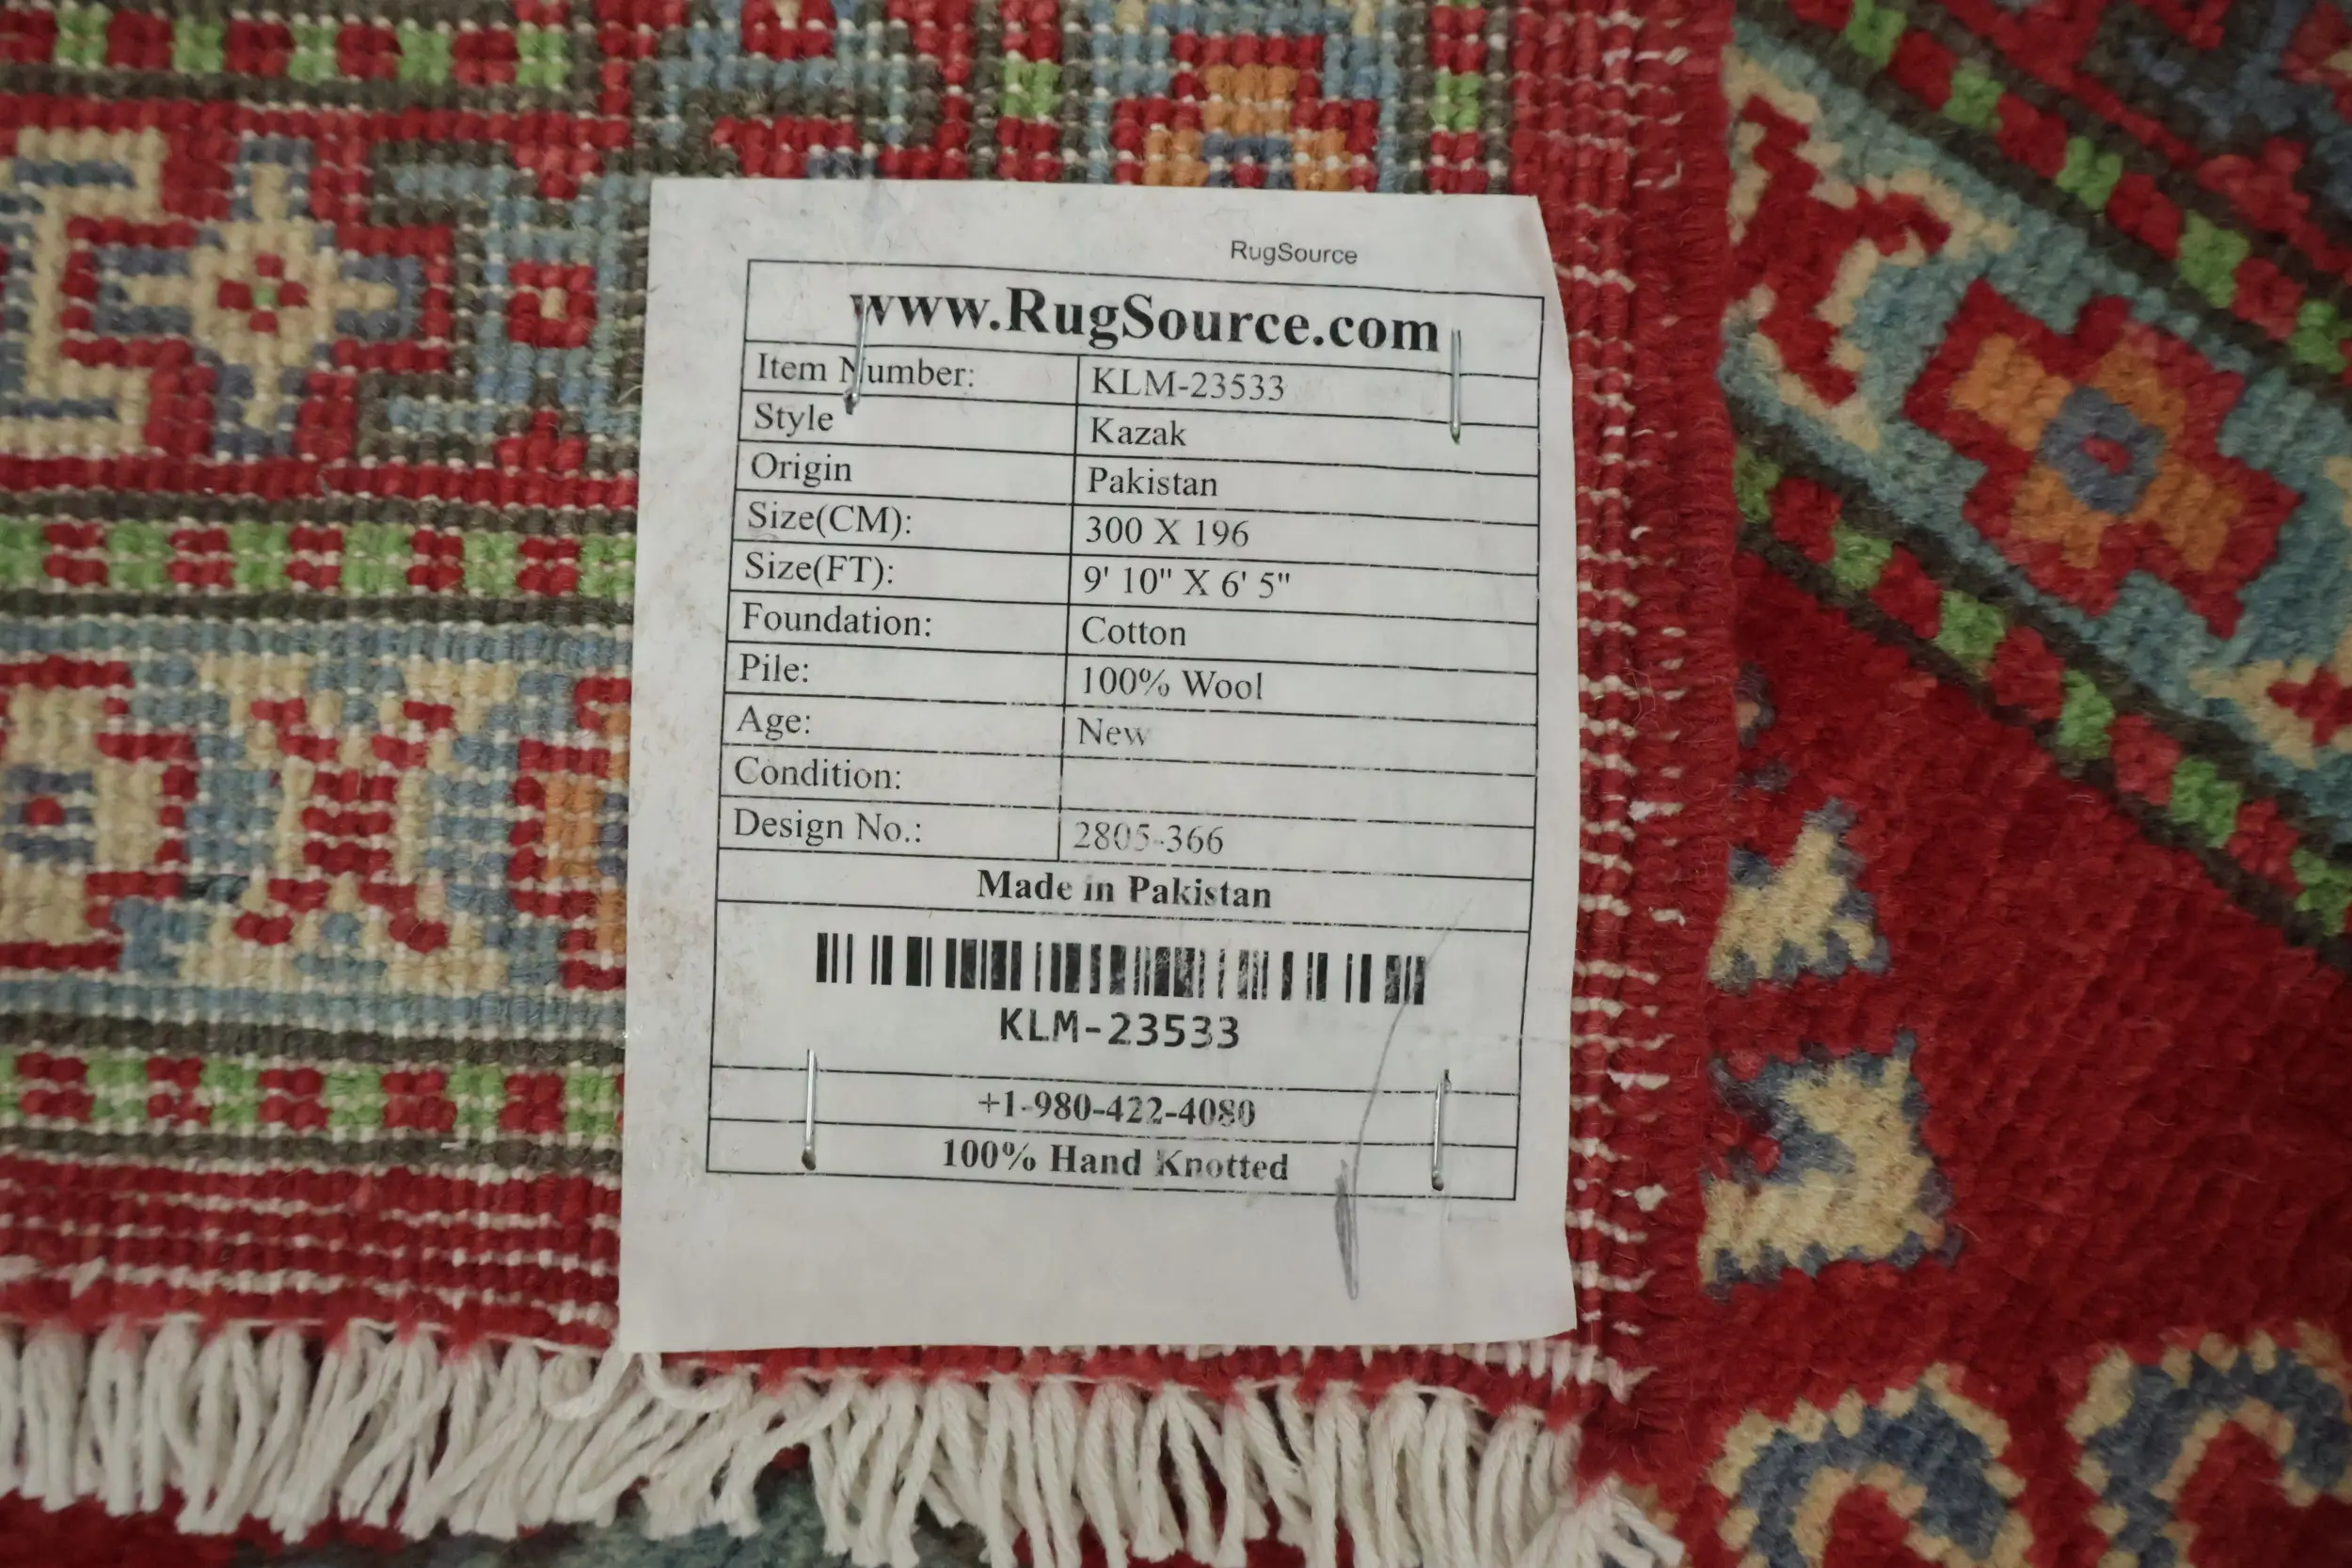 RugSource
www.RugSource.com
Item Number: KLM-23533
Style Kazak
Origin Pakistan
Size(CM): 300 X 196
Size(FT): 9' 10" X 6' 5"
Foundation: Cotton
Pile: 100% Wool
Age: New
Condition:
Design No.: 2805-366
Made in Pakistan
KLM-23533
+1-980-422-4080
100% Hand Knotted